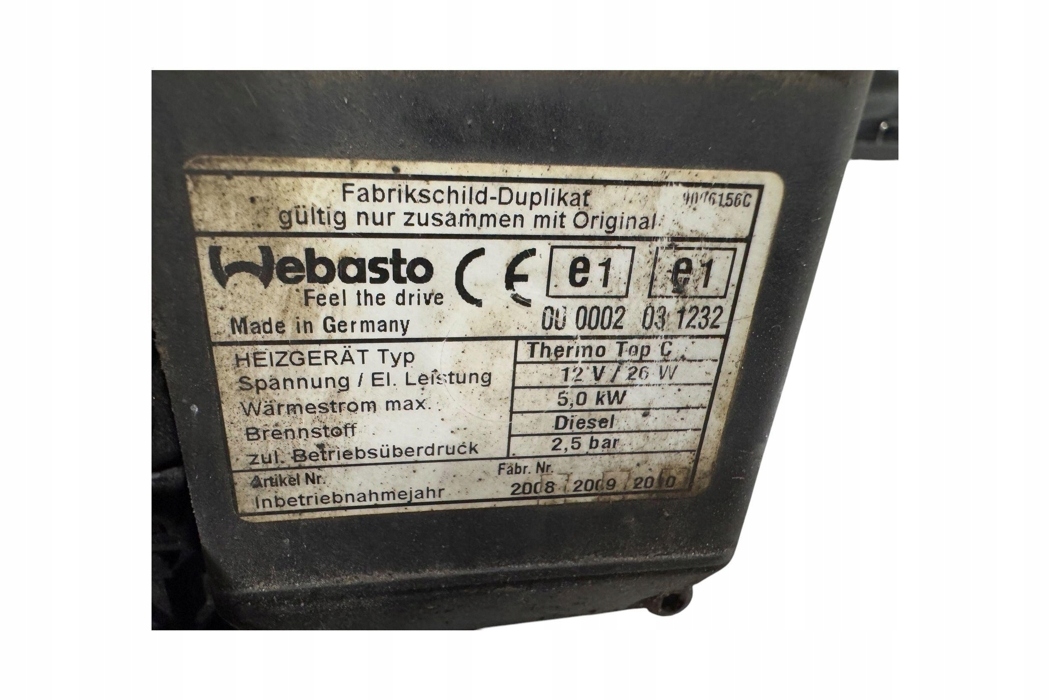 Fabrikschild-Duplikat
gültig nur zusammen mit Original
Webasto CE e1 e1
Feel the drive
Made in Germany 00 0002 03 1232
HEIZGERÄT Typ Thermo Top C
Spannung / El. Leistung 12 V / 26 W
Wärmestrom max. 5,0 kW
Brennstoff Diesel
zul. Betriebsüberdruck 2,5 bar
Artikel Nr. Fabr. Nr.
Inbetriebnahmejahr 2008 2009 2010